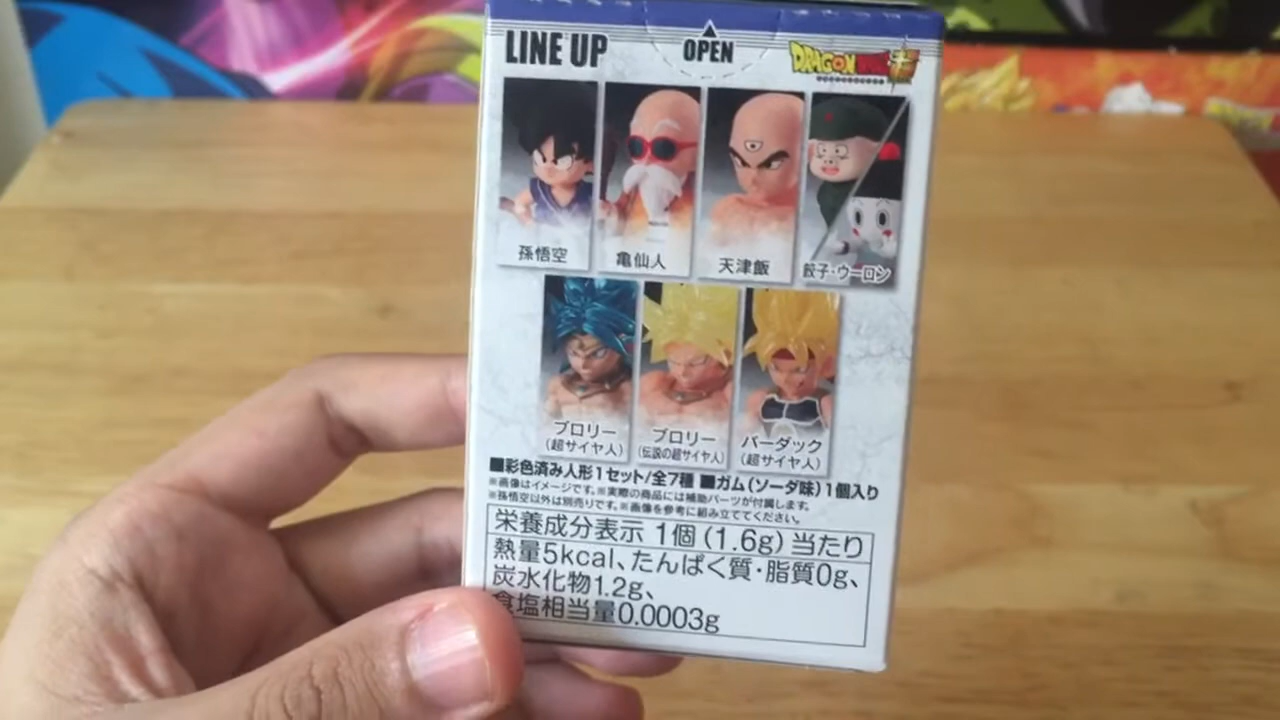 LINE UP
OPEN
DRAGON BALL
孫悟空
亀仙人
天津飯
餃子・ウーロン
ブロリー
(超サイヤ人)
ブロリー
(伝説の超サイヤ人)
バーダック
(超サイヤ人)
■彩色済み人形1セット/全7種 ■ガム(ソーダ味)1個入り
※画像はイメージです。※実際の商品には補助パーツが付属します。
※孫悟空以外は別売りです。※画像を参考に組み立ててください。
栄養成分表示 1個(1.6g)当たり
熱量5kcal、たんぱく質・脂質0g、
炭水化物1.2g、
食塩相当量0.0003g